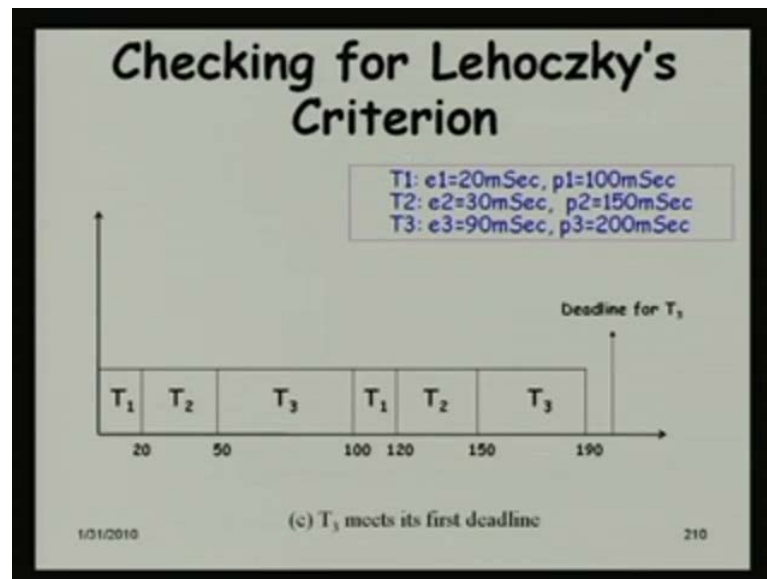 Checking for Lehoczky's
Criterion
T1: e1=20mSec, p1=100mSec
T2: e2=30mSec, p2=150mSec
T3: e3=90mSec, p3=200mSec
Deadline for T₃
T₁ T₂ T₃ T₁ T₂ T₃
20 50 100 120 150 190
(c) T₃ meets its first deadline
1/31/2010 210